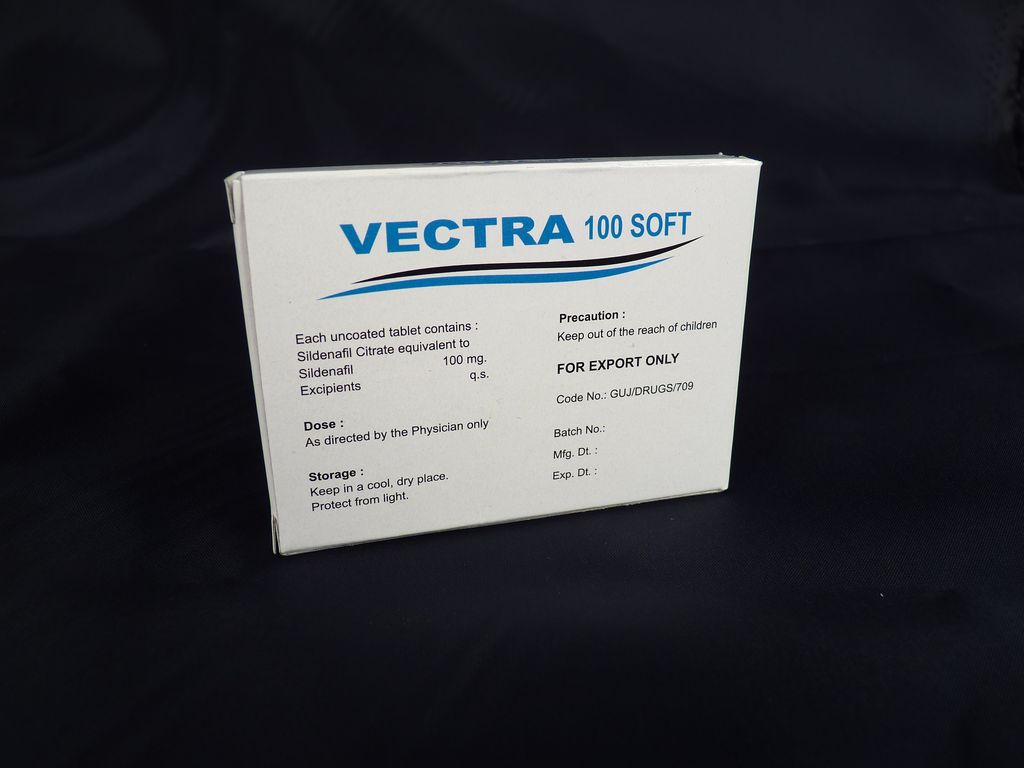 VECTRA 100 SOFT
Each uncoated tablet contains :
Sildenafil Citrate equivalent to
Sildenafil 100 mg.
Excipients q.s.
Dose :
As directed by the Physician only
Storage :
Keep in a cool, dry place.
Protect from light.
Precaution :
Keep out of the reach of children
FOR EXPORT ONLY
Code No.: GUJ/DRUGS/709
Batch No.:
Mfg. Dt. :
Exp. Dt. :